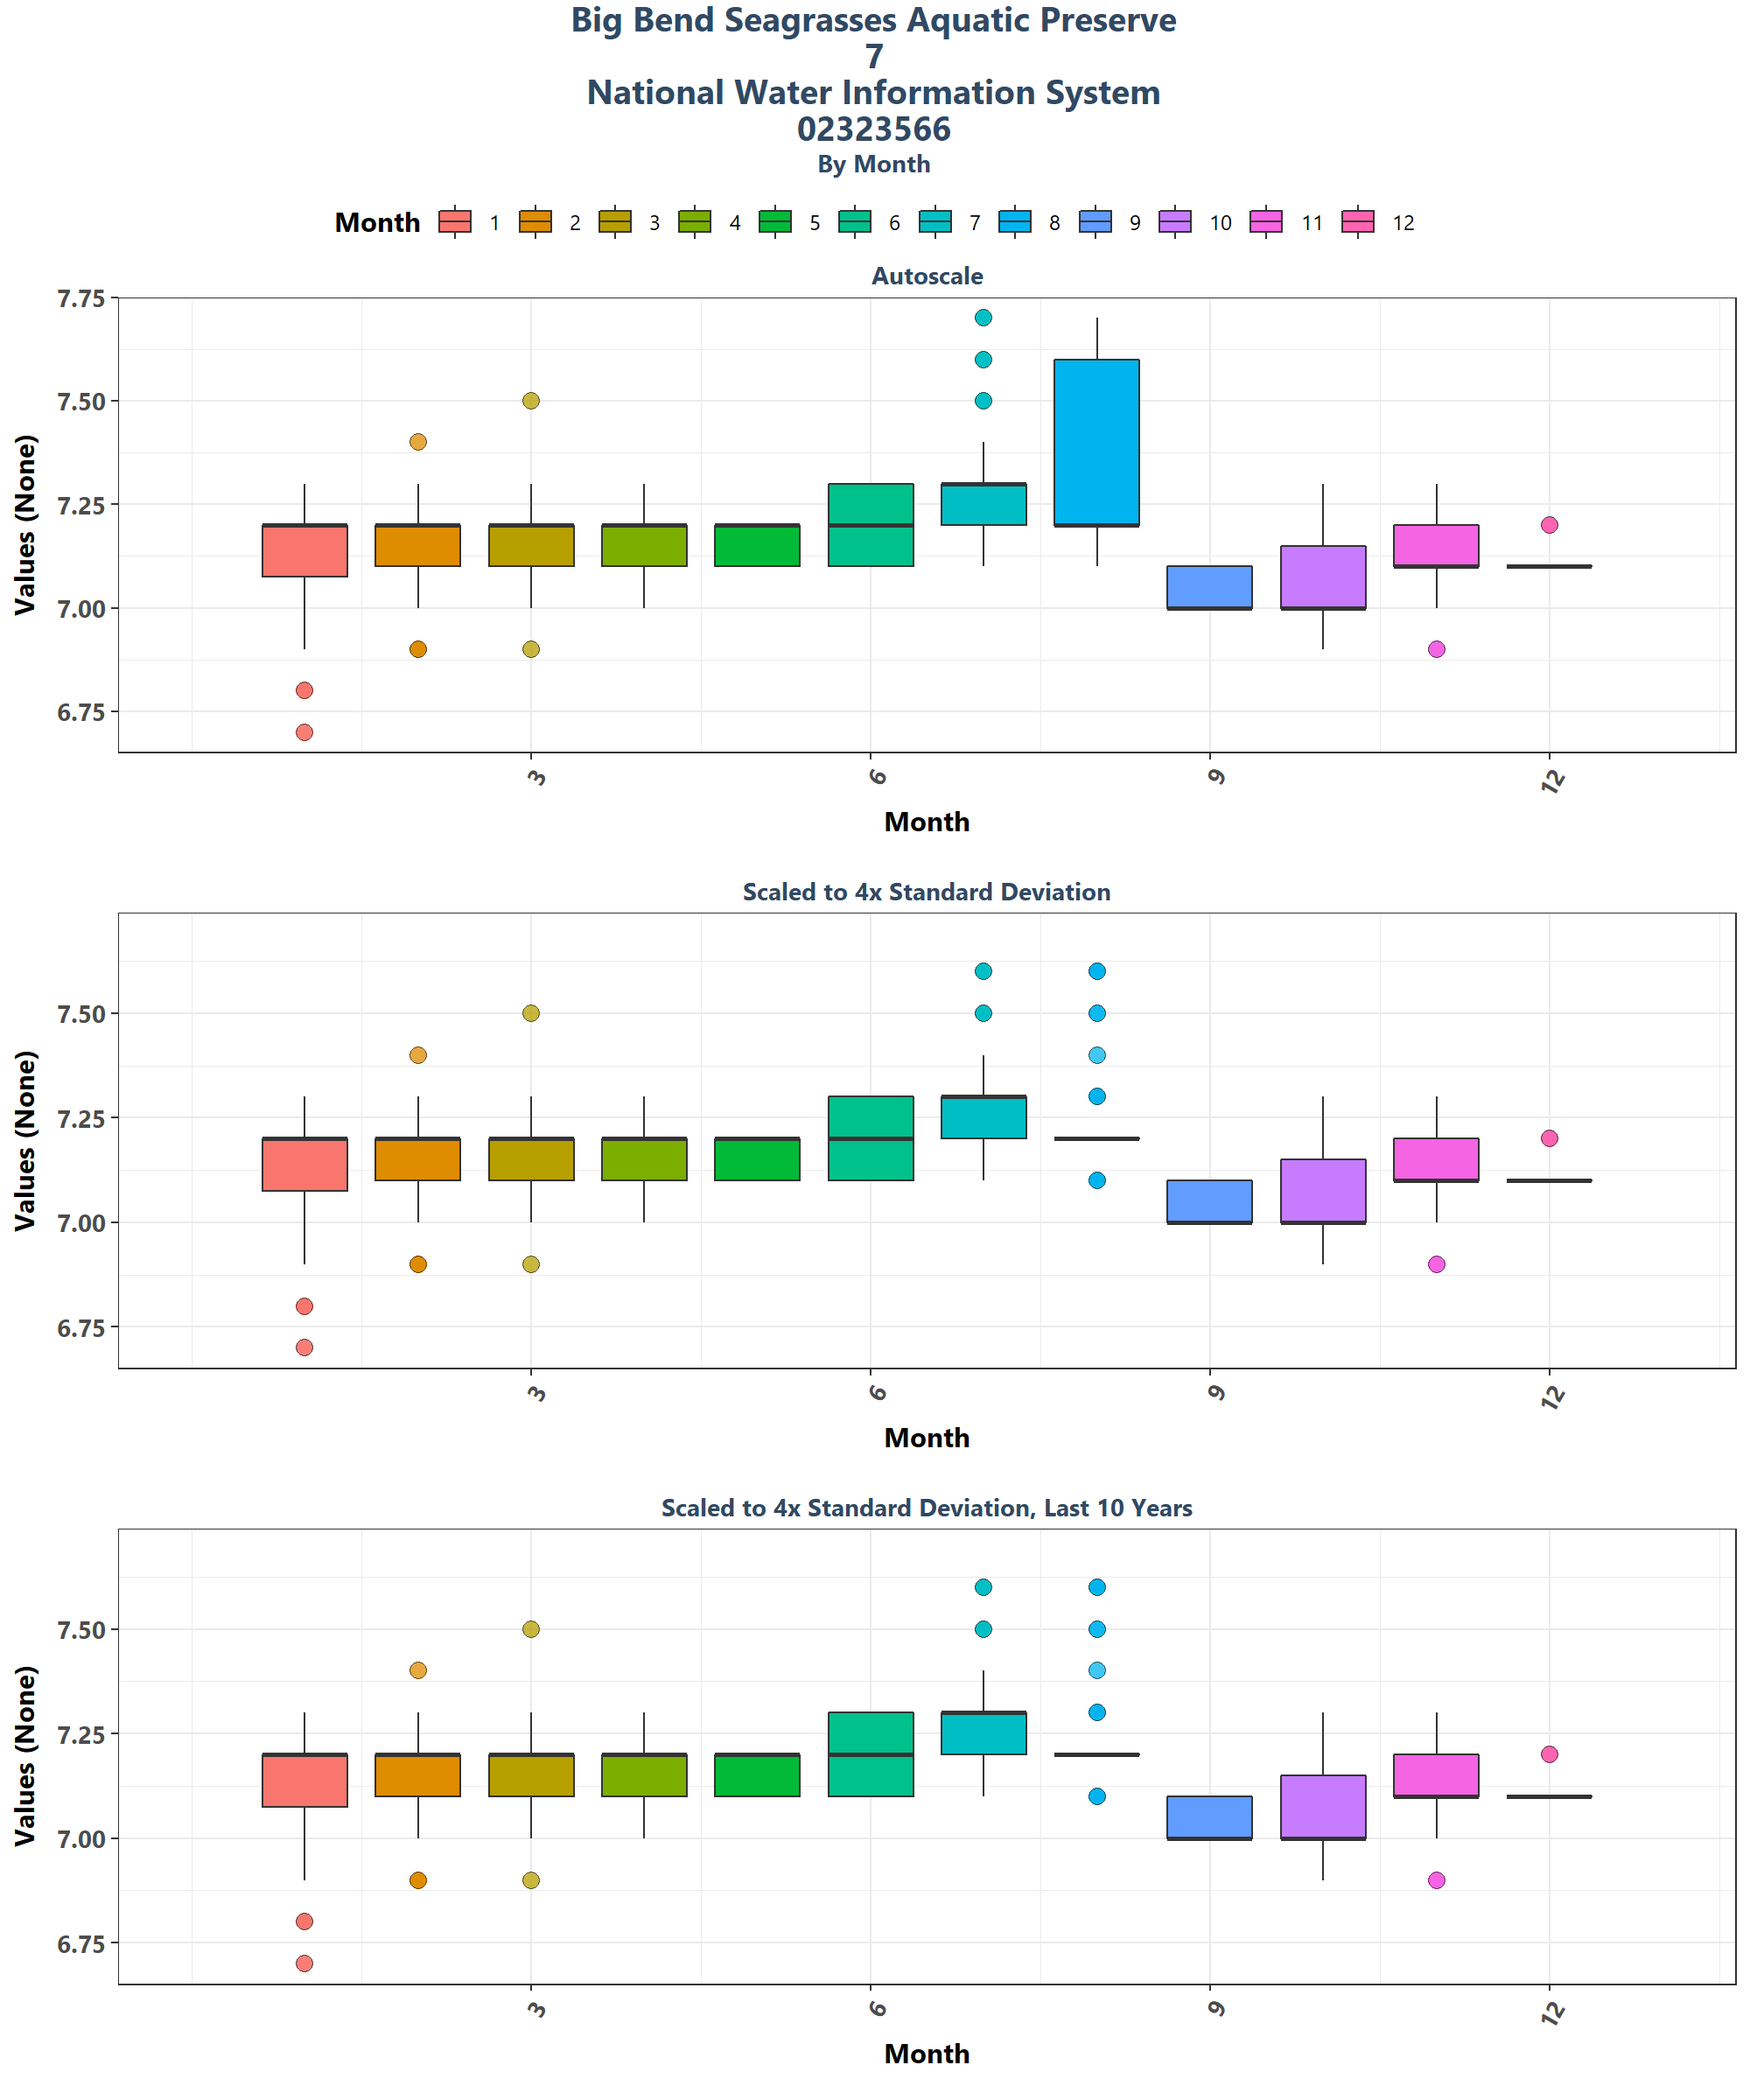 Big Bend Seagrasses Aquatic Preserve
7
National Water Information System
02323566
By Month
Month 1 2 3 4 5 6 7 8 9 10 11 12
Autoscale
7.75
7.50
7.25
7.00
6.75
Values (None)
3 6 9 12
Month
Scaled to 4x Standard Deviation
7.50
7.25
7.00
6.75
Values (None)
3 6 9 12
Month
Scaled to 4x Standard Deviation, Last 10 Years
7.50
7.25
7.00
6.75
Values (None)
3 6 9 12
Month